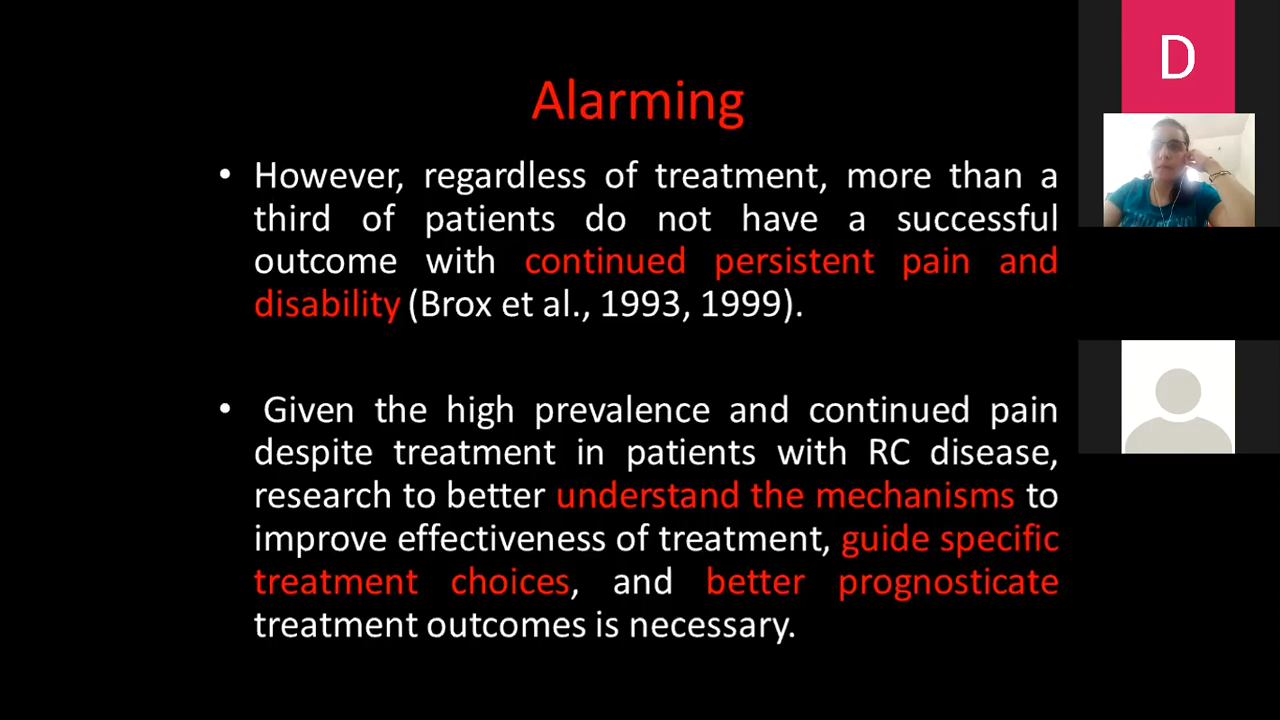 Alarming
• However, regardless of treatment, more than a
third of patients do not have a successful
outcome with continued persistent pain and
disability (Brox et al., 1993, 1999).
• Given the high prevalence and continued pain
despite treatment in patients with RC disease,
research to better understand the mechanisms to
improve effectiveness of treatment, guide specific
treatment choices, and better prognosticate
treatment outcomes is necessary.
D